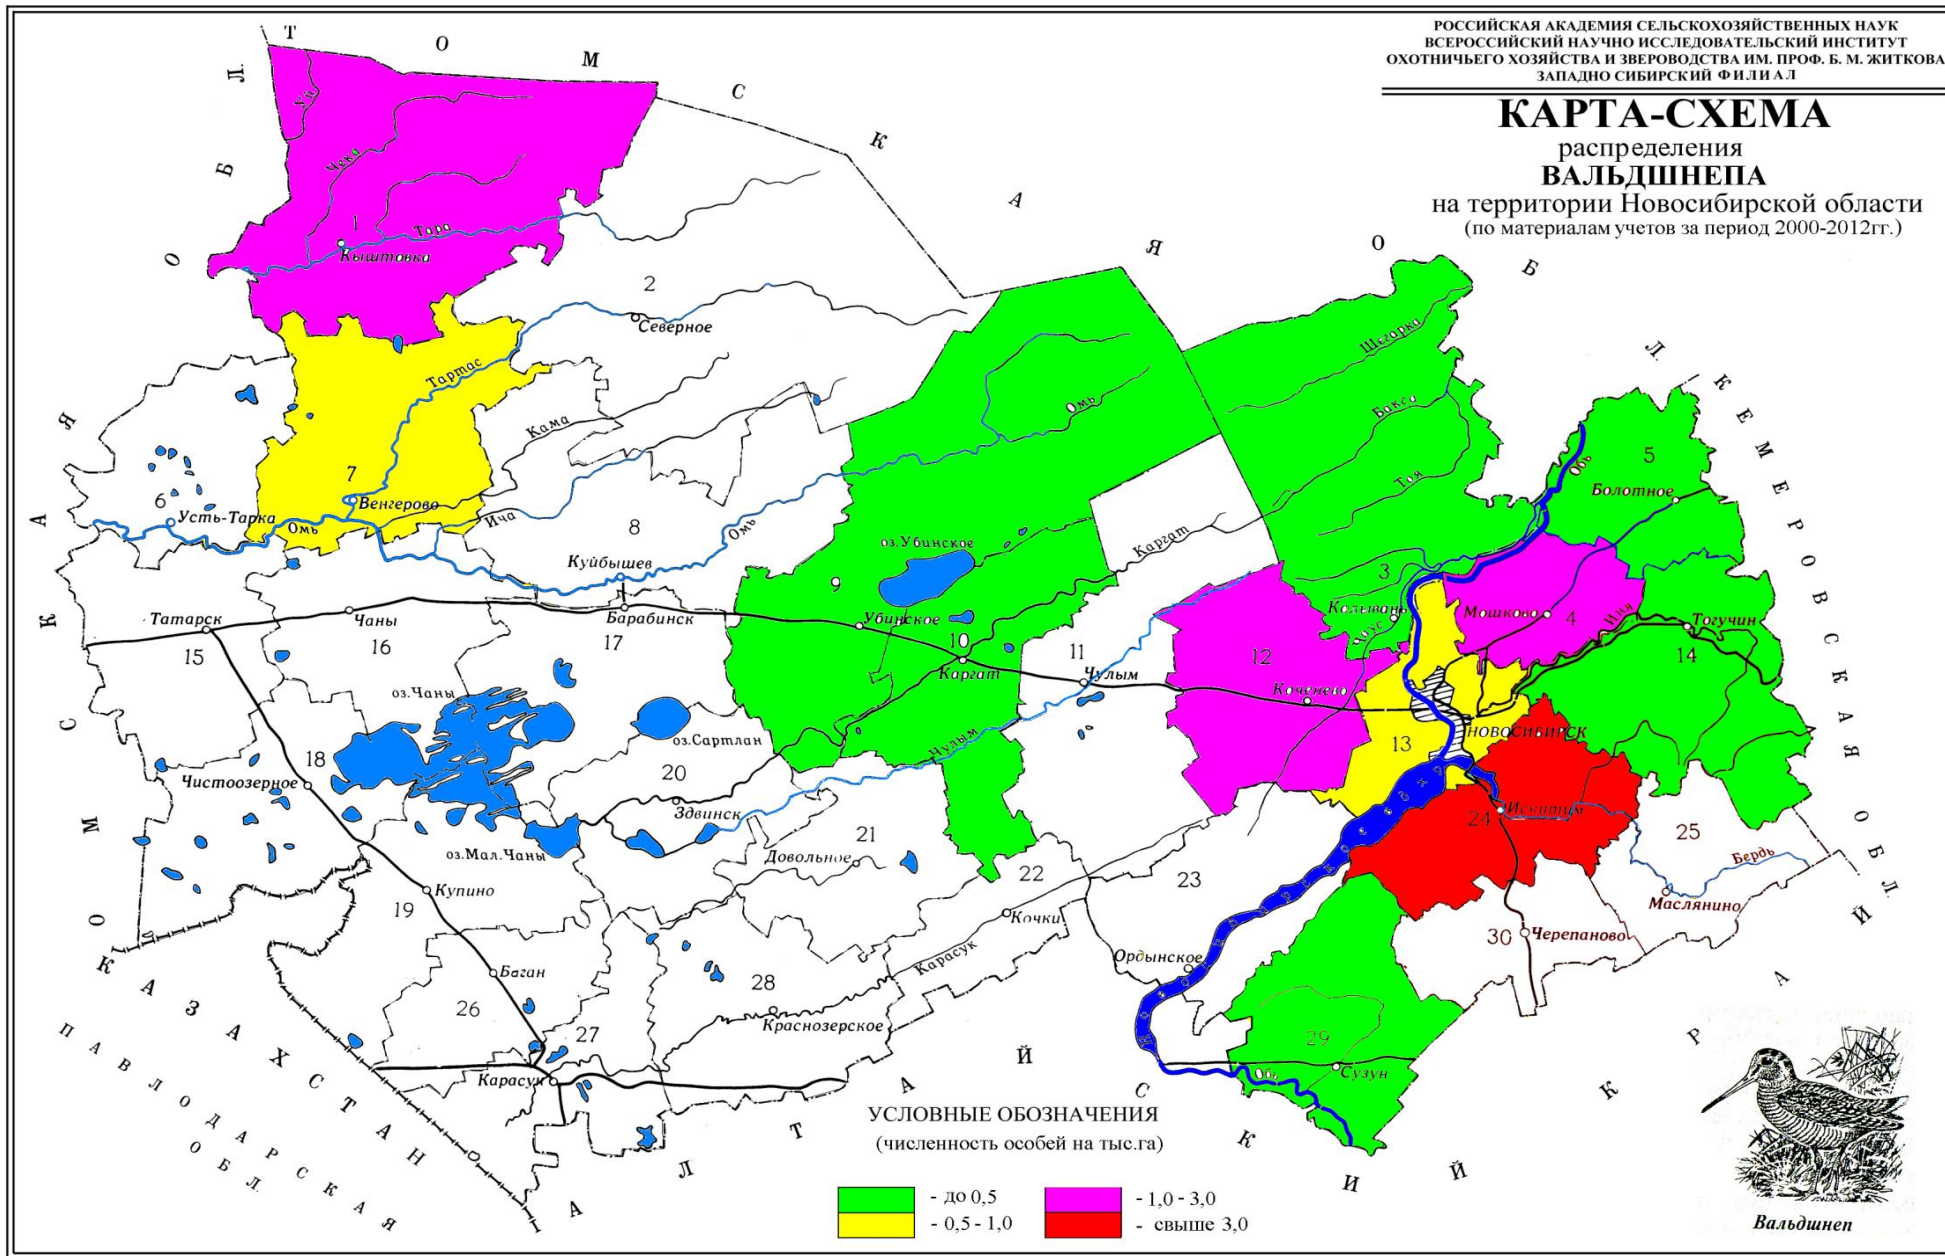 РОССИЙСКАЯ АКАДЕМИЯ СЕЛЬСКОХОЗЯЙСТВЕННЫХ НАУК
ВСЕРОССИЙСКИЙ НАУЧНО ИССЛЕДОВАТЕЛЬСКИЙ ИНСТИТУТ
ОХОТНИЧЬЕГО ХОЗЯЙСТВА И ЗВЕРОВОДСТВА ИМ. ПРОФ. Б. М. ЖИТКОВА
ЗАПАДНО СИБИРСКИЙ ФИЛИАЛ
КАРТА-СХЕМА
распределения
ВАЛЬДШНЕПА
на территории Новосибирской области
(по материалам учетов за период 2000-2012гг.)
ТОМСКАЯ ОБЛ.
КЕМЕРОВСКАЯ ОБЛ.
ОМСКАЯ ОБЛ.
КАЗАХСТАН
ПАВЛОДАРСКАЯ
ОБЛ.
АЛТАЙСКИЙ КРАЙ
Уй
Чека
1
Тара
Кыштовка
2
Северное
Тартас
Кама
7
Венгерово
6
Усть-Тарка
Омь
Ича
8
Омь
Куйбышев
Омь
оз.Убинское
9
Убинское
10
Каргат
Каргат
11
Чулым
Чулым
Шегарка
Бакса
Тоя
3
Колывань
Чаус
Обь
5
Болотное
Мошково
4
Иня
Тогучин
14
12
Коченево
13
НОВОСИБИРСК
Татарск
15
Чаны
16
Барабинск
17
оз.Чаны
оз.Сартлан
18
Чистоозерное
20
Здвинск
оз.Мал.Чаны
21
Довольное
19
Купино
22
Кочки
23
Карасук
Ордынское
24
Искитим
25
Бердь
Маслянино
30
Черепаново
26
Баган
27
Карасук
28
Краснозерское
29
Сузун
Обь
УСЛОВНЫЕ ОБОЗНАЧЕНИЯ
(численность особей на тыс.га)
- до 0,5
- 0,5 - 1,0
- 1,0 - 3,0
- свыше 3,0
Вальдшнеп